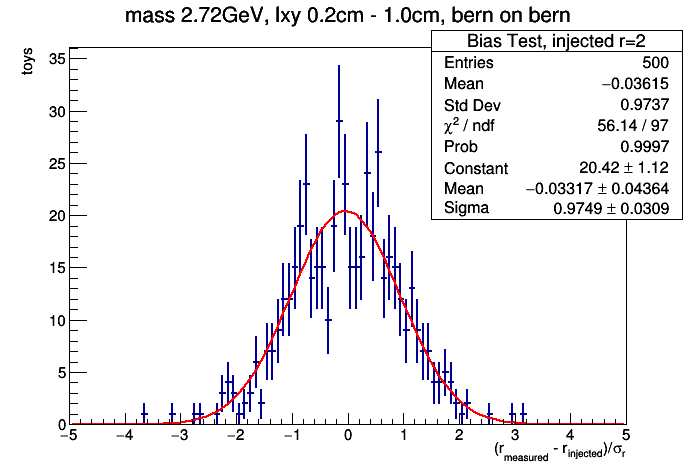 mass 2.72GeV, lxy 0.2cm - 1.0cm, bern on bern
Bias Test, injected r=2
Entries 500
Mean −0.03615
Std Dev 0.9737
χ² / ndf 56.14 / 97
Prob 0.9997
Constant 20.42 ± 1.12
Mean −0.03317 ± 0.04364
Sigma 0.9749 ± 0.0309
toys
35
30
25
20
15
10
5
0
−5 −4 −3 −2 −1 0 1 2 3 4 5
(r_measured - r_injected)/σ_r